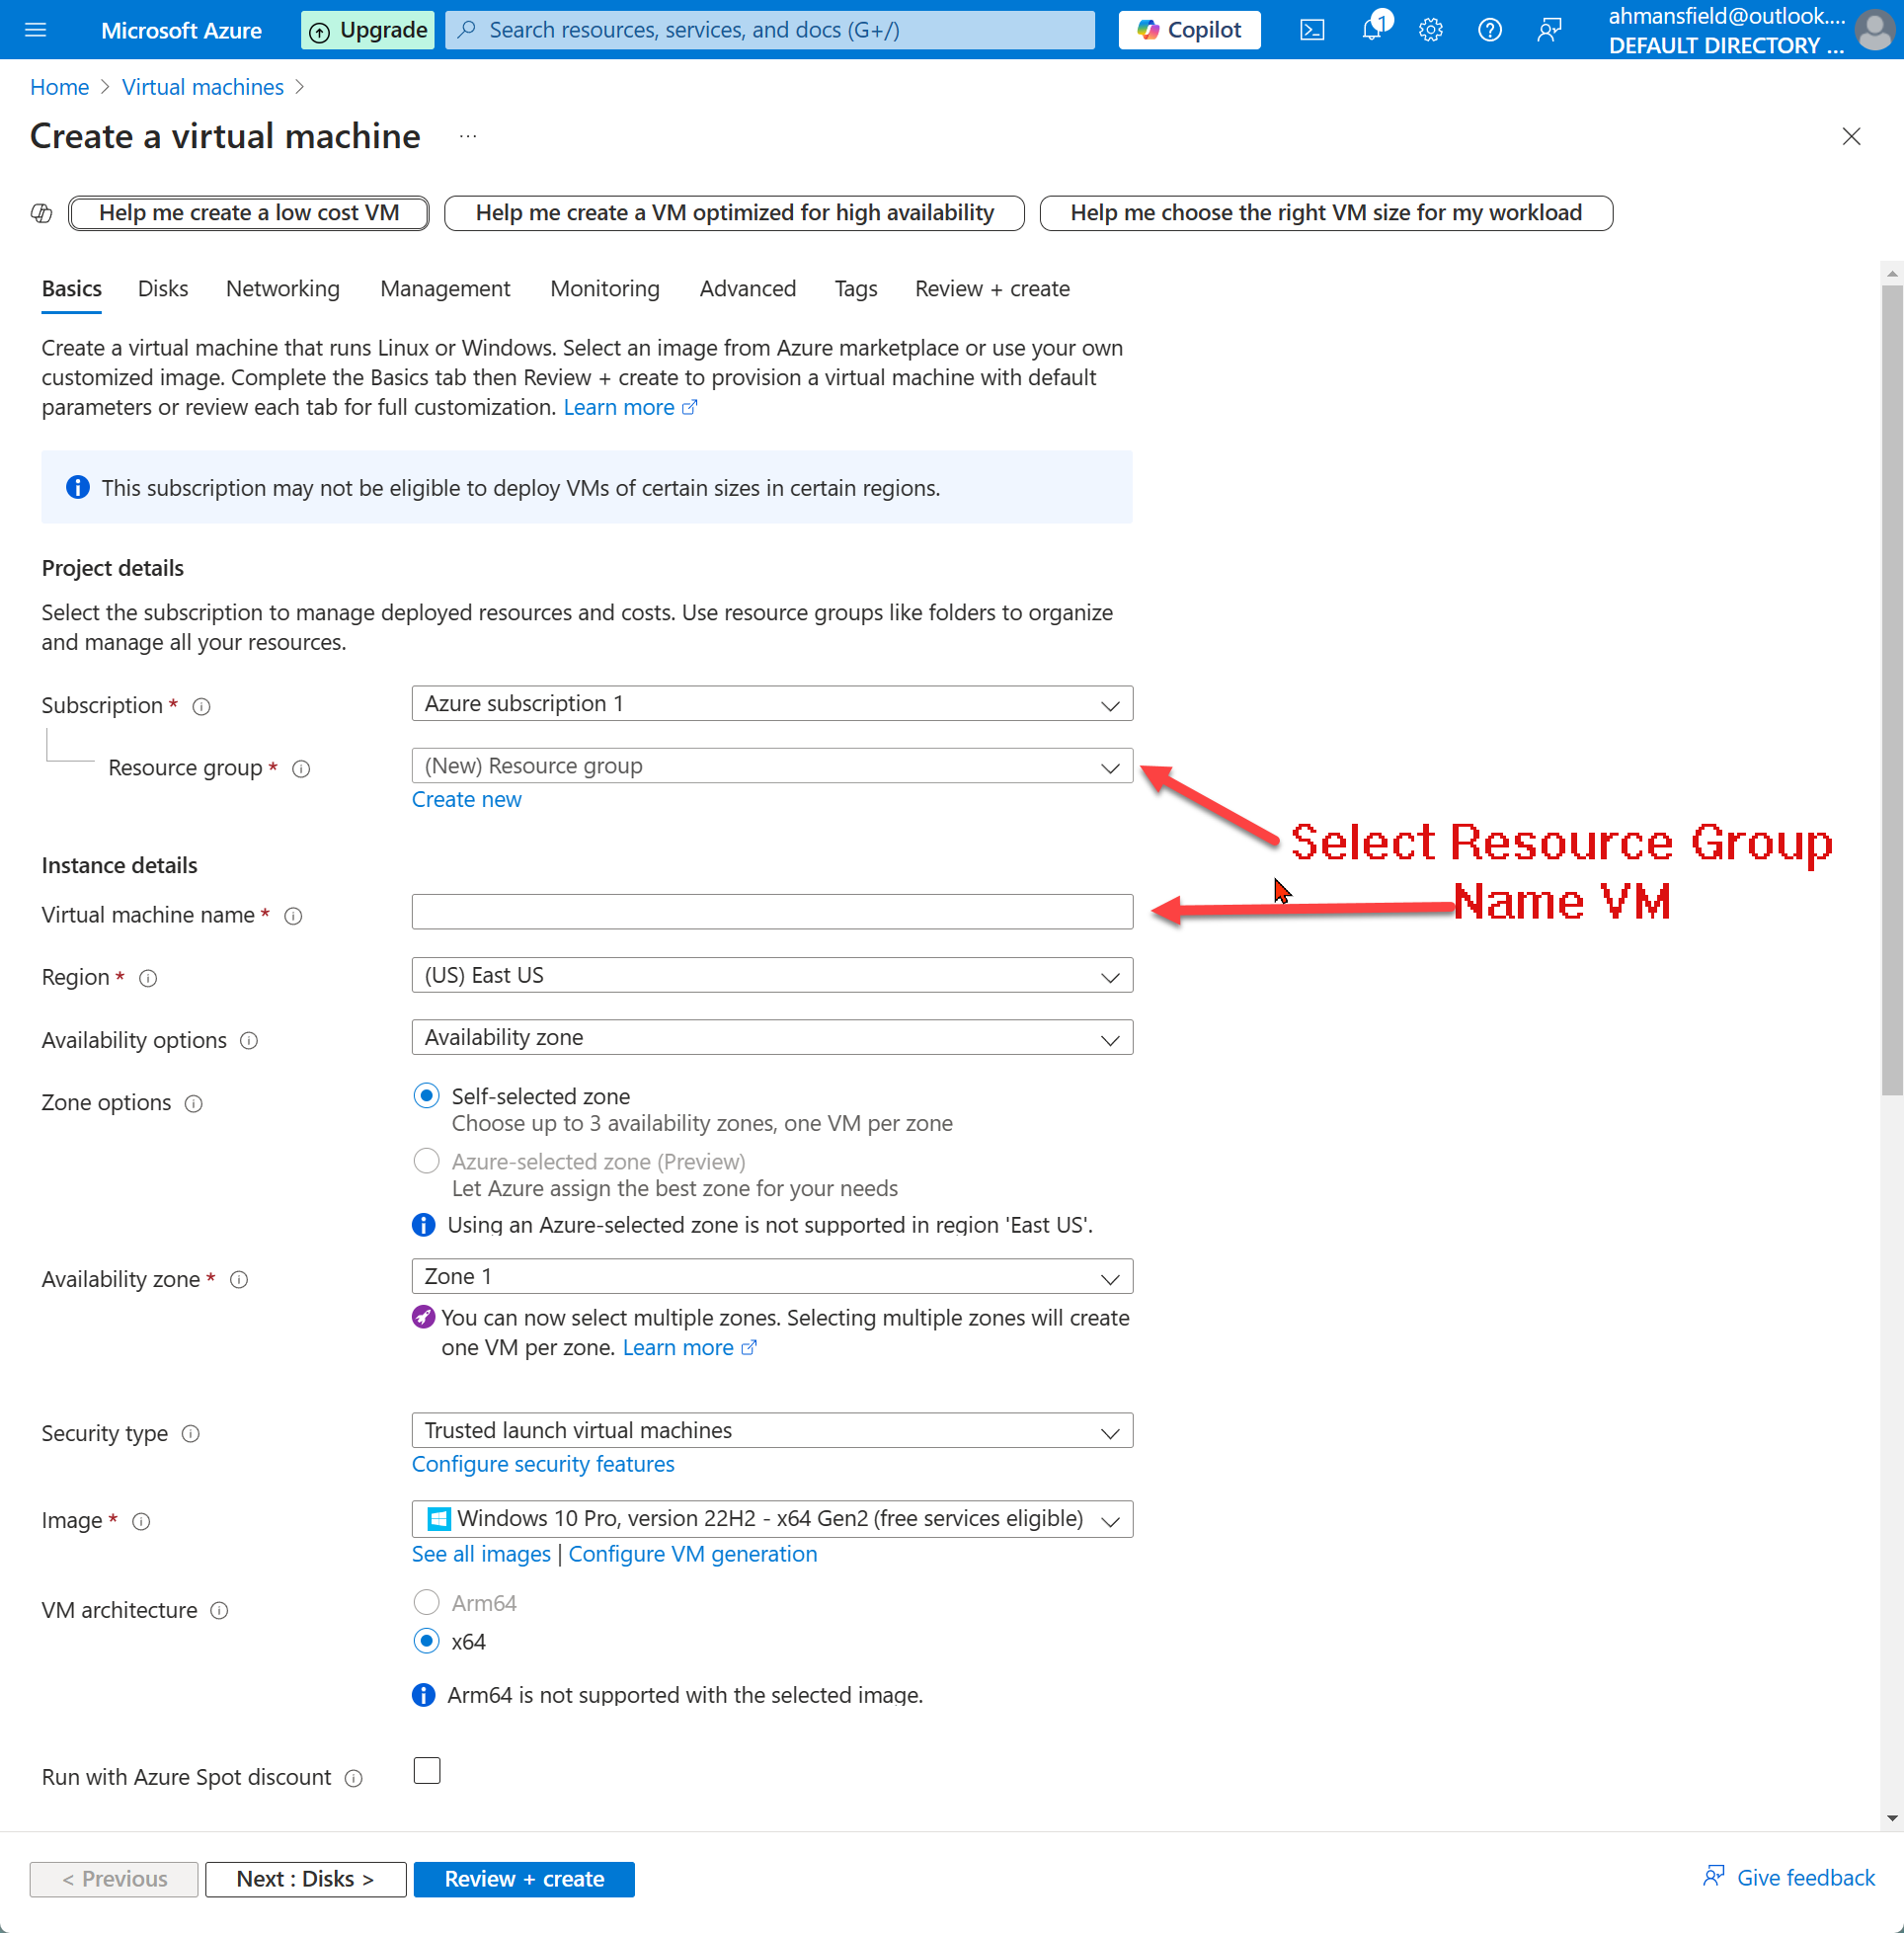 Microsoft Azure
Upgrade
Search resources, services, and docs (G+/)
Copilot
1
ahmansfield@outlook....
DEFAULT DIRECTORY ...
Home > Virtual machines >
Create a virtual machine ...
Help me create a low cost VM
Help me create a VM optimized for high availability
Help me choose the right VM size for my workload
Basics Disks Networking Management Monitoring Advanced Tags Review + create
Create a virtual machine that runs Linux or Windows. Select an image from Azure marketplace or use your own
customized image. Complete the Basics tab then Review + create to provision a virtual machine with default
parameters or review each tab for full customization. Learn more
This subscription may not be eligible to deploy VMs of certain sizes in certain regions.
Project details
Select the subscription to manage deployed resources and costs. Use resource groups like folders to organize
and manage all your resources.
Subscription *
Azure subscription 1
Resource group *
(New) Resource group
Create new
Select Resource Group
Instance details
Virtual machine name *
Name VM
Region *
(US) East US
Availability options
Availability zone
Zone options
Self-selected zone
Choose up to 3 availability zones, one VM per zone
Azure-selected zone (Preview)
Let Azure assign the best zone for your needs
Using an Azure-selected zone is not supported in region 'East US'.
Availability zone *
Zone 1
You can now select multiple zones. Selecting multiple zones will create
one VM per zone. Learn more
Security type
Trusted launch virtual machines
Configure security features
Image *
Windows 10 Pro, version 22H2 - x64 Gen2 (free services eligible)
See all images | Configure VM generation
VM architecture
Arm64
x64
Arm64 is not supported with the selected image.
Run with Azure Spot discount
< Previous
Next : Disks >
Review + create
Give feedback